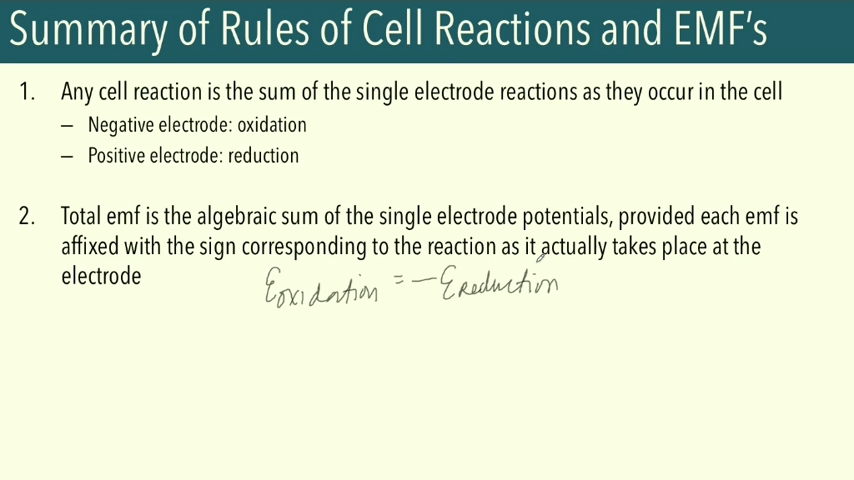 Summary of Rules of Cell Reactions and EMF's
1. Any cell reaction is the sum of the single electrode reactions as they occur in the cell
– Negative electrode: oxidation
– Positive electrode: reduction
2. Total emf is the algebraic sum of the single electrode potentials, provided each emf is
affixed with the sign corresponding to the reaction as it actually takes place at the
electrode
Eoxidation = - Ereduction